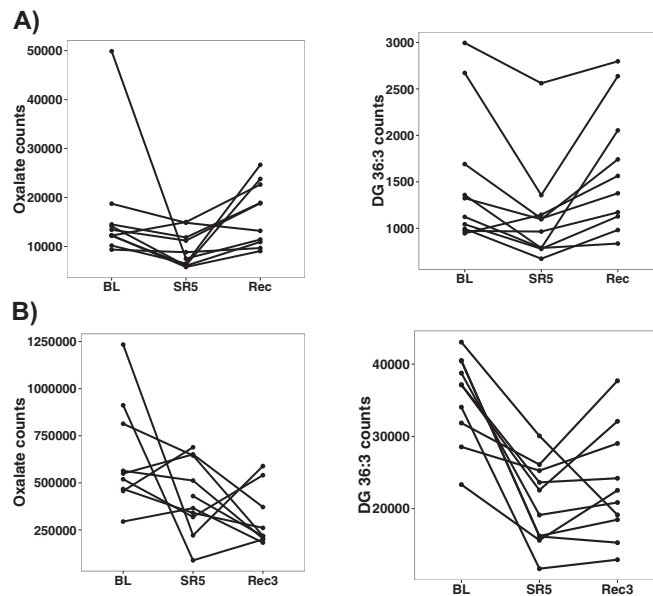 A)
50000
40000
30000
20000
10000
Oxalate counts
BL
SR5
Rec
3000
2500
2000
1500
1000
DG 36:3 counts
BL
SR5
Rec
B)
1250000
1000000
750000
500000
250000
Oxalate counts
BL
SR5
Rec3
40000
30000
20000
DG 36:3 counts
BL
SR5
Rec3